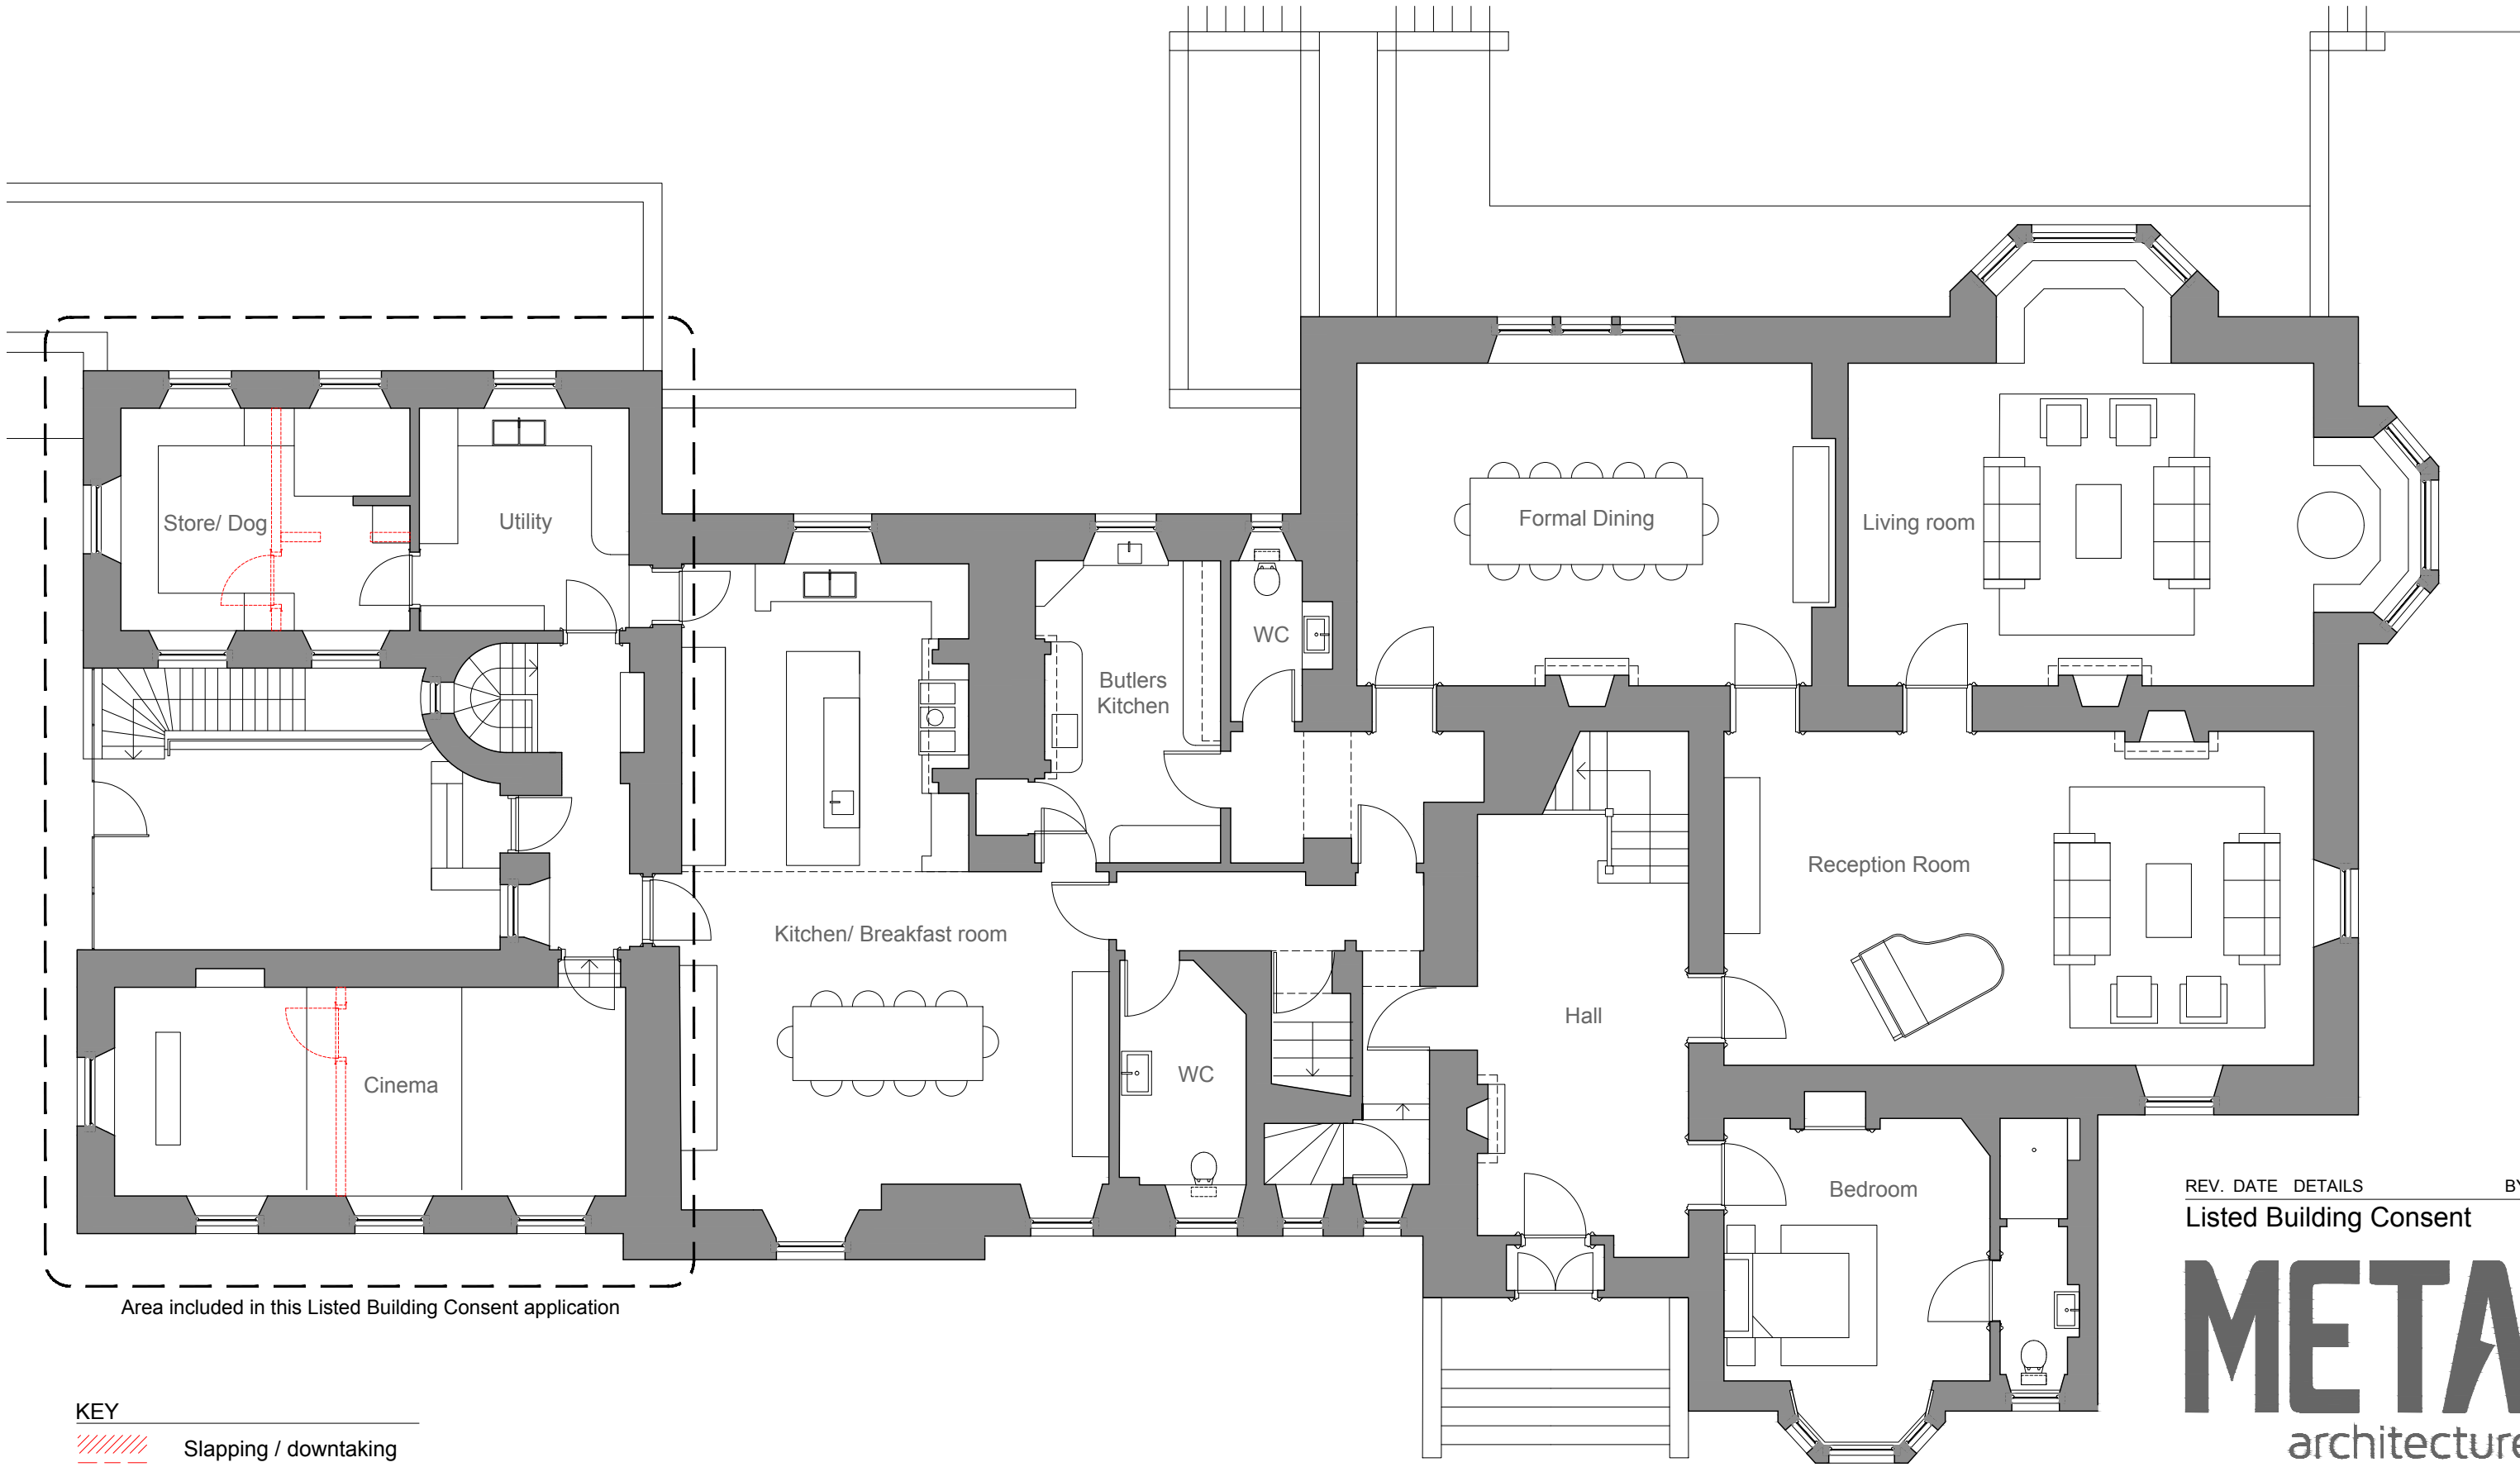 Store/ Dog
Utility
Formal Dining
Living room
WC
Butlers
Kitchen
Reception Room
Kitchen/ Breakfast room
Hall
WC
Cinema
Bedroom
REV. DATE DETAILS BY
Listed Building Consent
META
architecture
Area included in this Listed Building Consent application
KEY
Slapping / downtaking